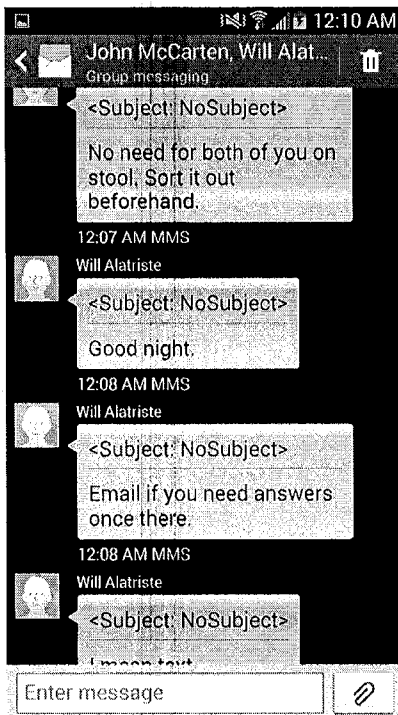 12:10 AM
John McCarten, Will Alat...
Group messaging
<Subject: NoSubject>
No need for both of you on
stool. Sort it out
beforehand.
12:07 AM MMS
Will Alatriste
<Subject: NoSubject>
Good night.
12:08 AM MMS
Will Alatriste
<Subject: NoSubject>
Email if you need answers
once there.
12:08 AM MMS
Will Alatriste
<Subject: NoSubject>
I mean text
Enter message